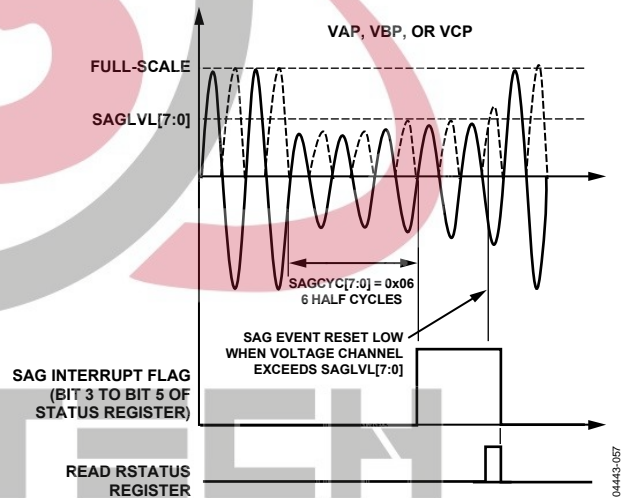 VAP, VBP, OR VCP
FULL-SCALE
SAGLVL[7:0]
SAGCYC[7:0] = 0x06
6 HALF CYCLES
SAG EVENT RESET LOW
WHEN VOLTAGE CHANNEL
EXCEEDS SAGLVL[7:0]
SAG INTERRUPT FLAG
(BIT 3 TO BIT 5 OF
STATUS REGISTER)
READ RSTATUS
REGISTER
04443-057
TECH